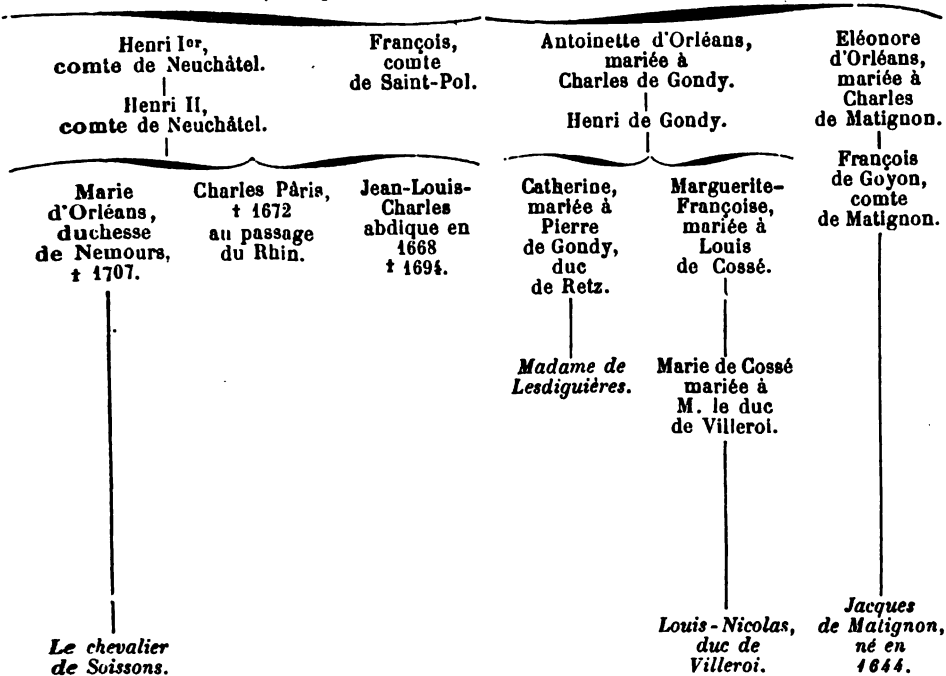 Henri Ier,
comte de Neuchâtel.
Henri II,
comte de Neuchâtel.
François,
comte
de Saint-Pol.
Antoinette d'Orléans,
mariée à
Charles de Gondy.
Henri de Gondy.
Eléonore
d'Orléans,
mariée à
Charles
de Matignon.
François
de Goyon,
comte
de Matignon.
Marie
d'Orléans,
duchesse
de Nemours,
† 1707.
Charles Pâris,
† 1672
au passage
du Rhin.
Jean-Louis-
Charles
abdique en
1668
† 1694.
Catherine,
mariée à
Pierre
de Gondy,
duc
de Retz.
Marguerite-
Françoise,
mariée à
Louis
de Cossé.
Madame de
Lesdiguières.
Marie de Cossé
mariée à
M. le duc
de Villeroi.
Le chevalier
de Soissons.
Louis-Nicolas,
duc de
Villeroi.
Jacques
de Matignon,
né en
1644.